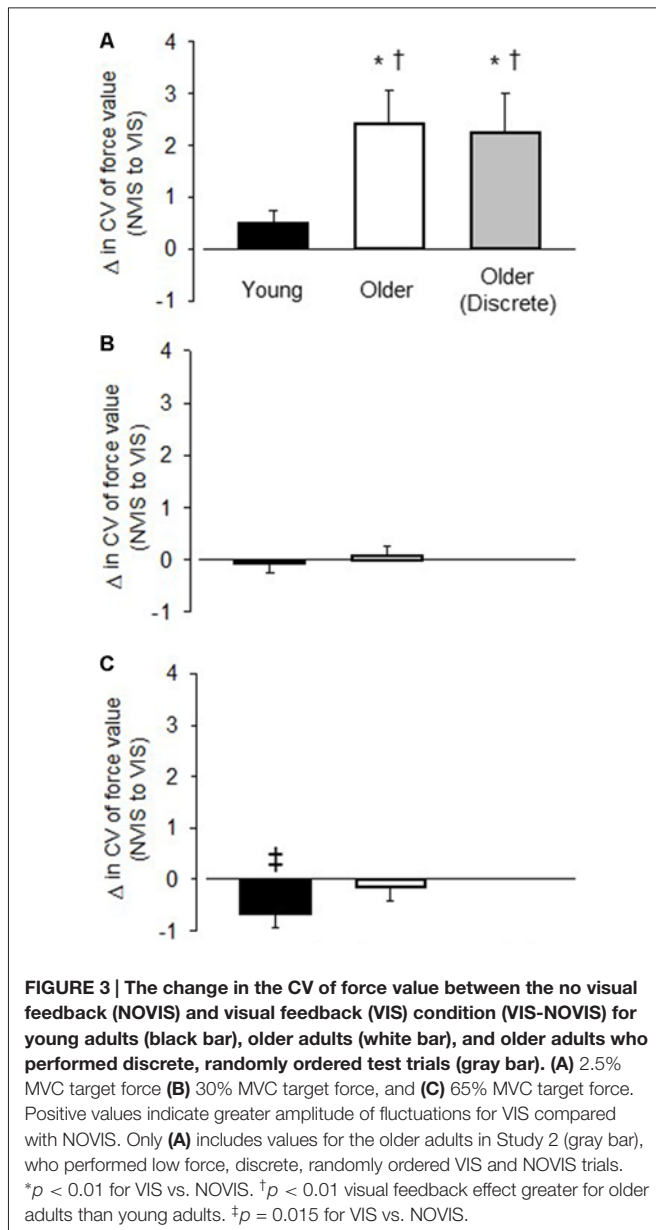 A
* † * †
4
3
2
1
0
-1
Δ in CV of force value
(NVIS to VIS)
Young Older Older
(Discrete)
B
4
3
2
1
0
-1
Δ in CV of force value
(NVIS to VIS)
C
4
3
2
1
0
-1
Δ in CV of force value
(NVIS to VIS)
‡
FIGURE 3 | The change in the CV of force value between the no visual
feedback (NOVIS) and visual feedback (VIS) condition (VIS-NOVIS) for
young adults (black bar), older adults (white bar), and older adults who
performed discrete, randomly ordered test trials (gray bar). (A) 2.5%
MVC target force (B) 30% MVC target force, and (C) 65% MVC target force.
Positive values indicate greater amplitude of fluctuations for VIS compared
with NOVIS. Only (A) includes values for the older adults in Study 2 (gray bar),
who performed low force, discrete, randomly ordered VIS and NOVIS trials.
*p < 0.01 for VIS vs. NOVIS. †p < 0.01 visual feedback effect greater for older
adults than young adults. ‡p = 0.015 for VIS vs. NOVIS.